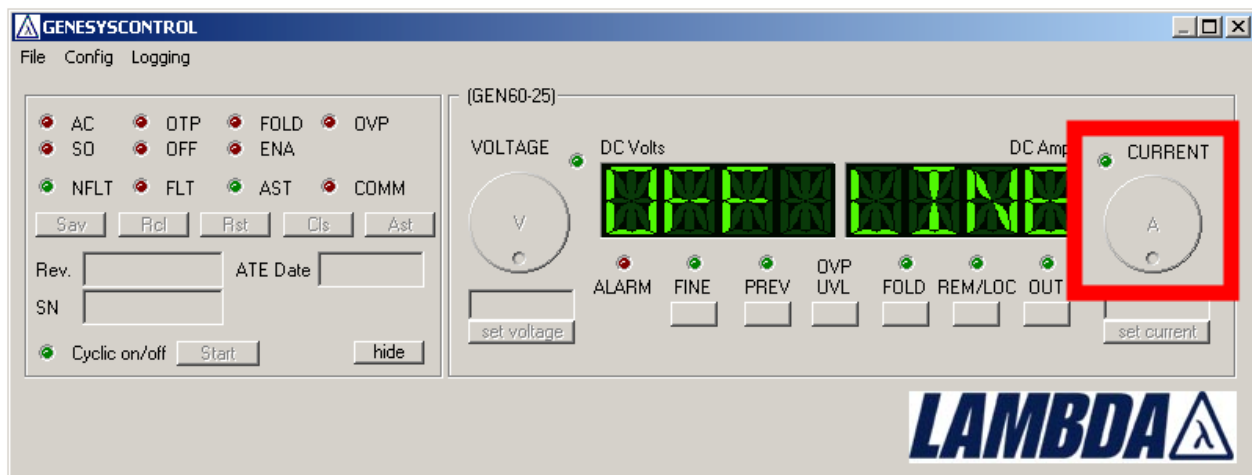 GENESYSCONTROL
File Config Logging
AC OTP FOLD OVP
SO OFF ENA
NFLT FLT AST COMM
Sav Rcl Rst Cls Ast
Rev. ATE Date
SN
Cyclic on/off Start hide
(GEN60-25)
VOLTAGE DC Volts DC Amp CURRENT
V OFF LINE A
ALARM FINE PREV OVP UVL FOLD REM/LOC OUT
set voltage set current
LAMBDA λ